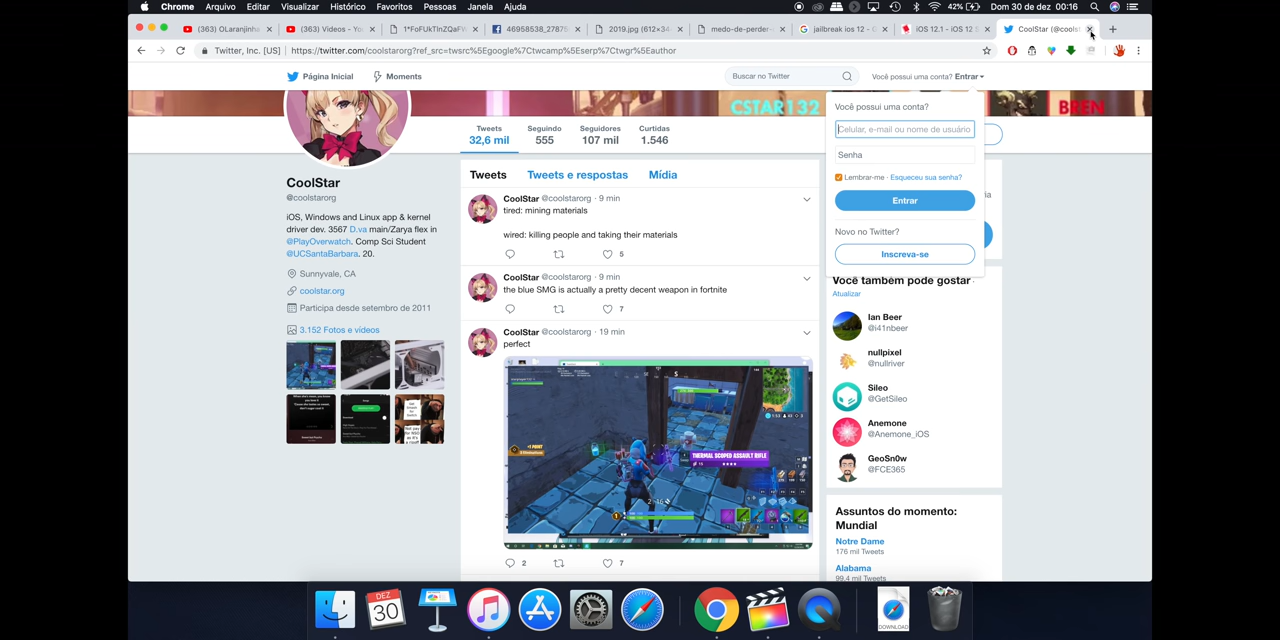 Chrome Arquivo Editar Visualizar Histórico Favoritos Pessoas Janela Ajuda 42% Dom 30 de dez 00:16
(363) OLaranjinha (363) Videos - Yo 1*FoFUkTlnZQaFW 46958538_27875 2019.jpg (612×34 medo-de-perder- jailbreak ios 12 - G iOS 12.1 - iOS 12 CoolStar (@coolst
Twitter, Inc. [US] https://twitter.com/coolstarorg?ref_src=twsrc%5Egoogle%7Ctwcamp%5Eserp%7Ctwgr%5Eauthor
Página Inicial Moments Buscar no Twitter Você possui uma conta? Entrar
CSTAR132 BREN
Você possui uma conta?
Celular, e-mail ou nome de usuário
Senha
Lembrar-me · Esqueceu sua senha?
Entrar
Novo no Twitter?
Inscreva-se
Tweets Seguindo Seguidores Curtidas
32,6 mil 555 107 mil 1.546
CoolStar
@coolstarorg
iOS, Windows and Linux app & kernel
driver dev. 3567 D.va main/Zarya flex in
@PlayOverwatch. Comp Sci Student
@UCSantaBarbara. 20.
Sunnyvale, CA
coolstar.org
Participa desde setembro de 2011
3.152 Fotos e vídeos
Tweets Tweets e respostas Mídia
CoolStar @coolstarorg · 9 min
tired: mining materials
wired: killing people and taking their materials
5
CoolStar @coolstarorg · 9 min
the blue SMG is actually a pretty decent weapon in fortnite
7
CoolStar @coolstarorg · 19 min
perfect
S
+1 POINT
THERMAL SCOPED ASSAULT RIFLE
2 7
Você também pode gostar ·
Atualizar
Ian Beer
@i41nbeer
nullpixel
@nullriver
Sileo
@GetSileo
Anemone
@Anemone_iOS
GeoSn0w
@FCE365
Assuntos do momento:
Mundial
Notre Dame
176 mil Tweets
Alabama
99,4 mil Tweets
DEZ
30
DOWNLOAD